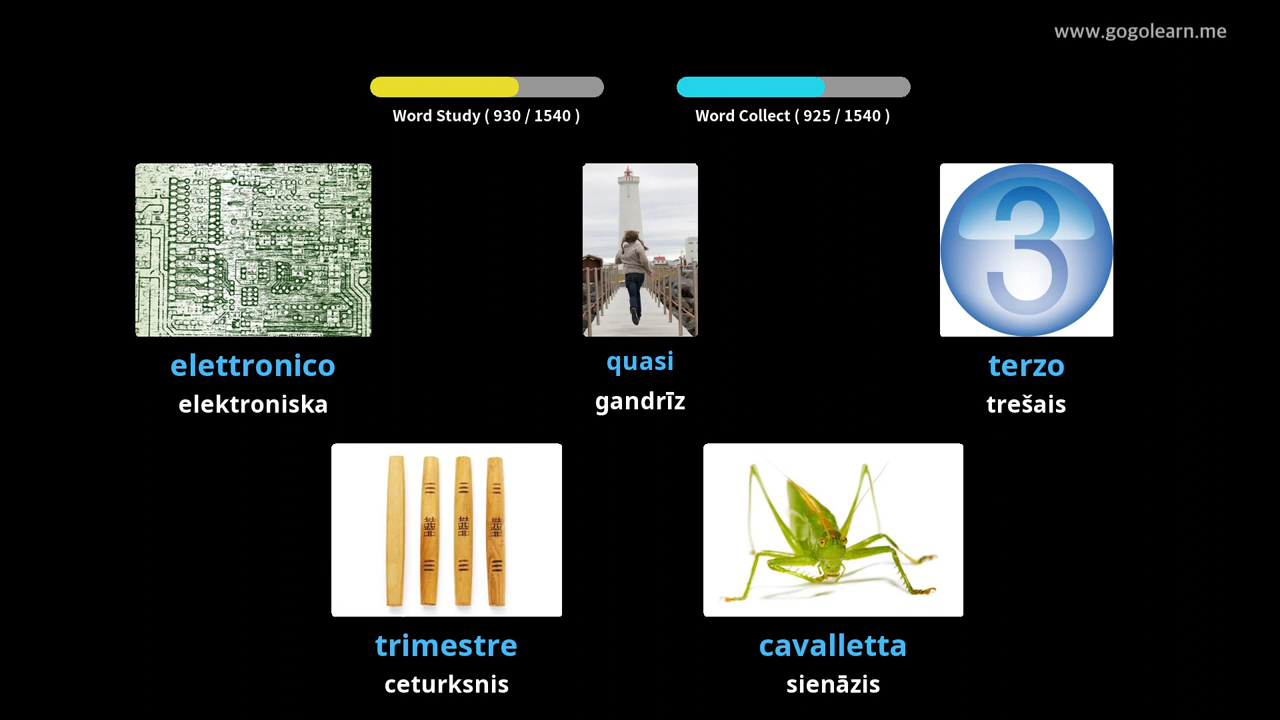 www.gogolearn.me
Word Study ( 930 / 1540 )
Word Collect ( 925 / 1540 )
3
elettronico
elektroniska
quasi
gandrīz
terzo
trešais
trimestre
ceturksnis
cavalletta
sienāzis